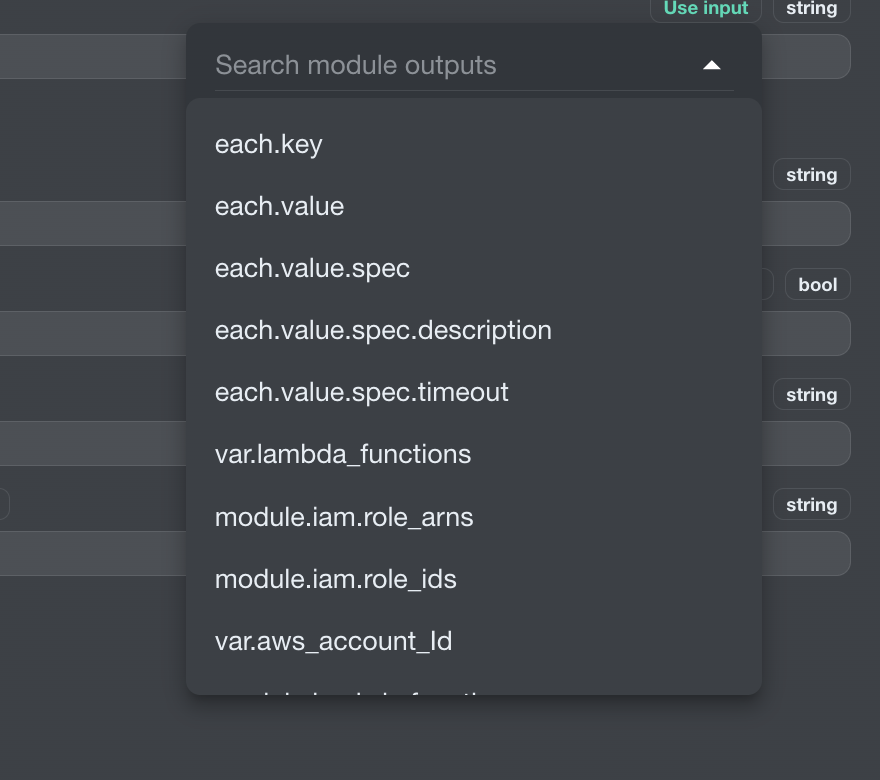 Use input
string
Search module outputs
each.key
each.value
string
each.value.spec
bool
each.value.spec.description
each.value.spec.timeout
string
var.lambda_functions
module.iam.role_arns
string
module.iam.role_ids
var.aws_account_Id